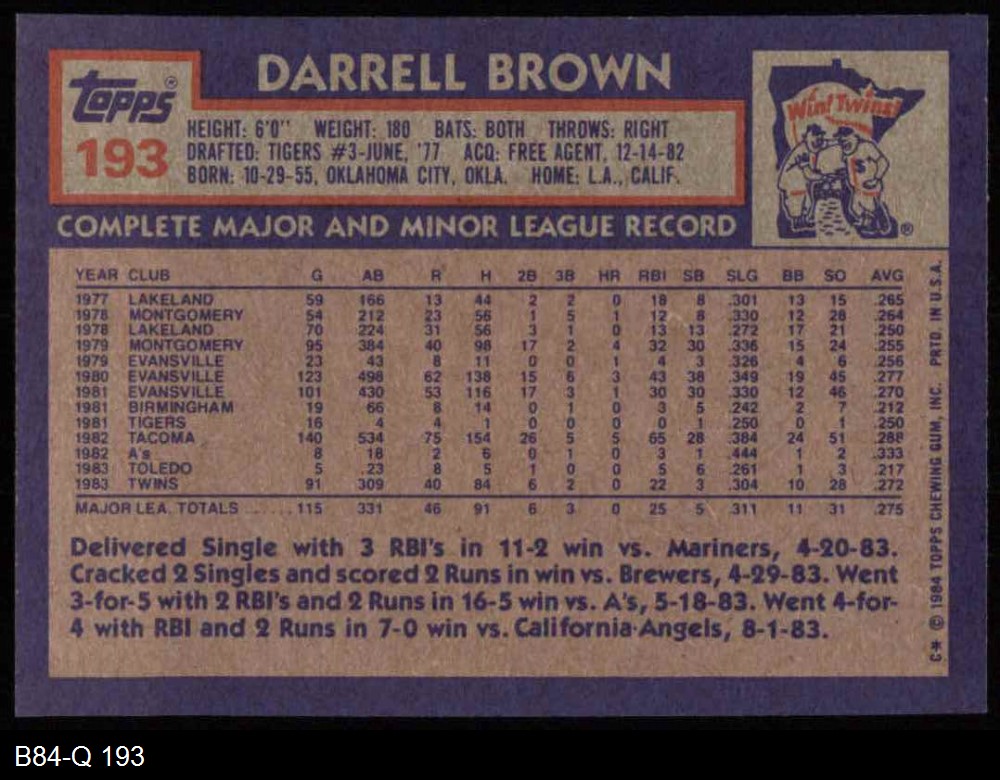 Topps®
193
DARRELL BROWN
Win! Twins!
®
HEIGHT: 6'0" WEIGHT: 180 BATS: BOTH THROWS: RIGHT
DRAFTED: TIGERS #3-JUNE, '77 ACQ: FREE AGENT, 12-14-82
BORN: 10-29-55, OKLAHOMA CITY, OKLA. HOME: L.A., CALIF.
COMPLETE MAJOR AND MINOR LEAGUE RECORD
YEAR CLUB G AB R H 2B 3B HR RBI SB SLG BB SO AVG
1977 LAKELAND 59 166 13 44 2 2 0 18 8 .301 13 15 .265
1978 MONTGOMERY 54 212 23 56 1 5 1 12 8 .330 12 28 .264
1978 LAKELAND 70 224 31 56 3 1 0 13 13 .272 17 21 .250
1979 MONTGOMERY 95 384 40 98 17 2 4 32 30 .336 15 24 .255
1979 EVANSVILLE 23 43 8 11 0 0 1 4 3 .326 4 6 .256
1980 EVANSVILLE 123 498 62 138 15 6 3 43 38 .349 19 45 .277
1981 EVANSVILLE 101 430 53 116 17 3 1 30 30 .330 12 46 .270
1981 BIRMINGHAM 19 66 8 14 0 1 0 3 5 .242 2 7 .212
1981 TIGERS 16 4 4 1 0 0 0 0 1 .250 0 1 .250
1982 TACOMA 140 534 75 154 26 5 5 65 28 .384 24 51 .288
1982 A's 8 18 2 6 0 1 0 3 1 .444 1 2 .333
1983 TOLEDO 5 23 8 5 1 0 0 5 6 .261 1 3 .217
1983 TWINS 91 309 40 84 6 2 0 22 3 .304 10 28 .272
MAJOR LEA. TOTALS ...... 115 331 46 91 6 3 0 25 5 .311 11 31 .275
Delivered Single with 3 RBI's in 11-2 win vs. Mariners, 4-20-83.
Cracked 2 Singles and scored 2 Runs in win vs. Brewers, 4-29-83. Went
3-for-5 with 2 RBI's and 2 Runs in 16-5 win vs. A's, 5-18-83. Went 4-for-
4 with RBI and 2 Runs in 7-0 win vs. California Angels, 8-1-83.
C* © 1984 TOPPS CHEWING GUM, INC. PRTD. IN U.S.A.
B84-Q 193